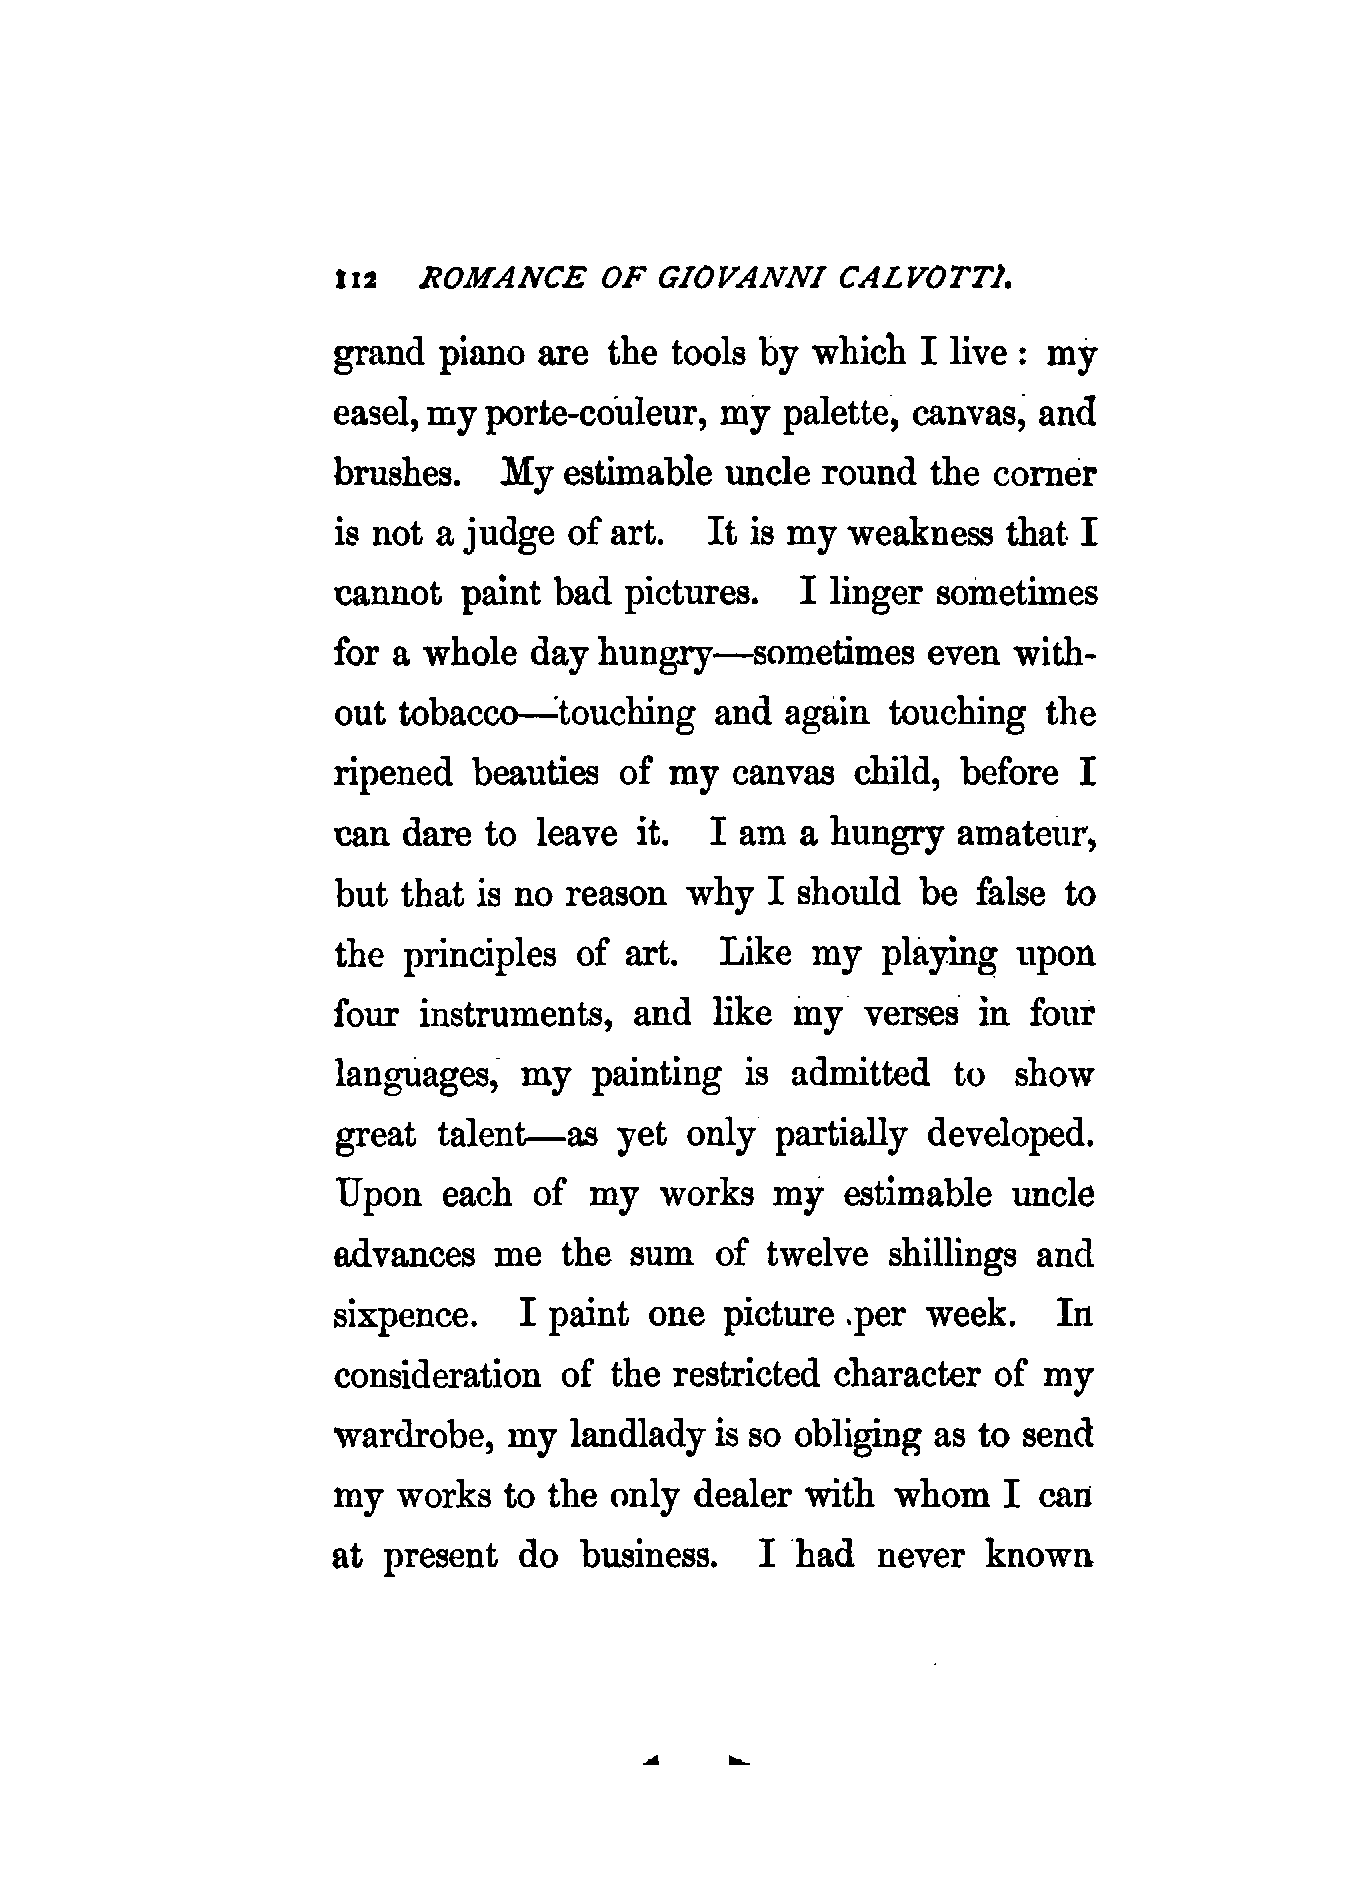 112 ROMANCE OF GIOVANNI CALVOTTI.
grand piano are the tools by which I live : my
easel, my porte-couleur, my palette, canvas, and
brushes. My estimable uncle round the corner
is not a judge of art. It is my weakness that I
cannot paint bad pictures. I linger sometimes
for a whole day hungry—sometimes even with-
out tobacco—touching and again touching the
ripened beauties of my canvas child, before I
can dare to leave it. I am a hungry amateur,
but that is no reason why I should be false to
the principles of art. Like my playing upon
four instruments, and like my verses in four
languages, my painting is admitted to show
great talent—as yet only partially developed.
Upon each of my works my estimable uncle
advances me the sum of twelve shillings and
sixpence. I paint one picture per week. In
consideration of the restricted character of my
wardrobe, my landlady is so obliging as to send
my works to the only dealer with whom I can
at present do business. I had never known